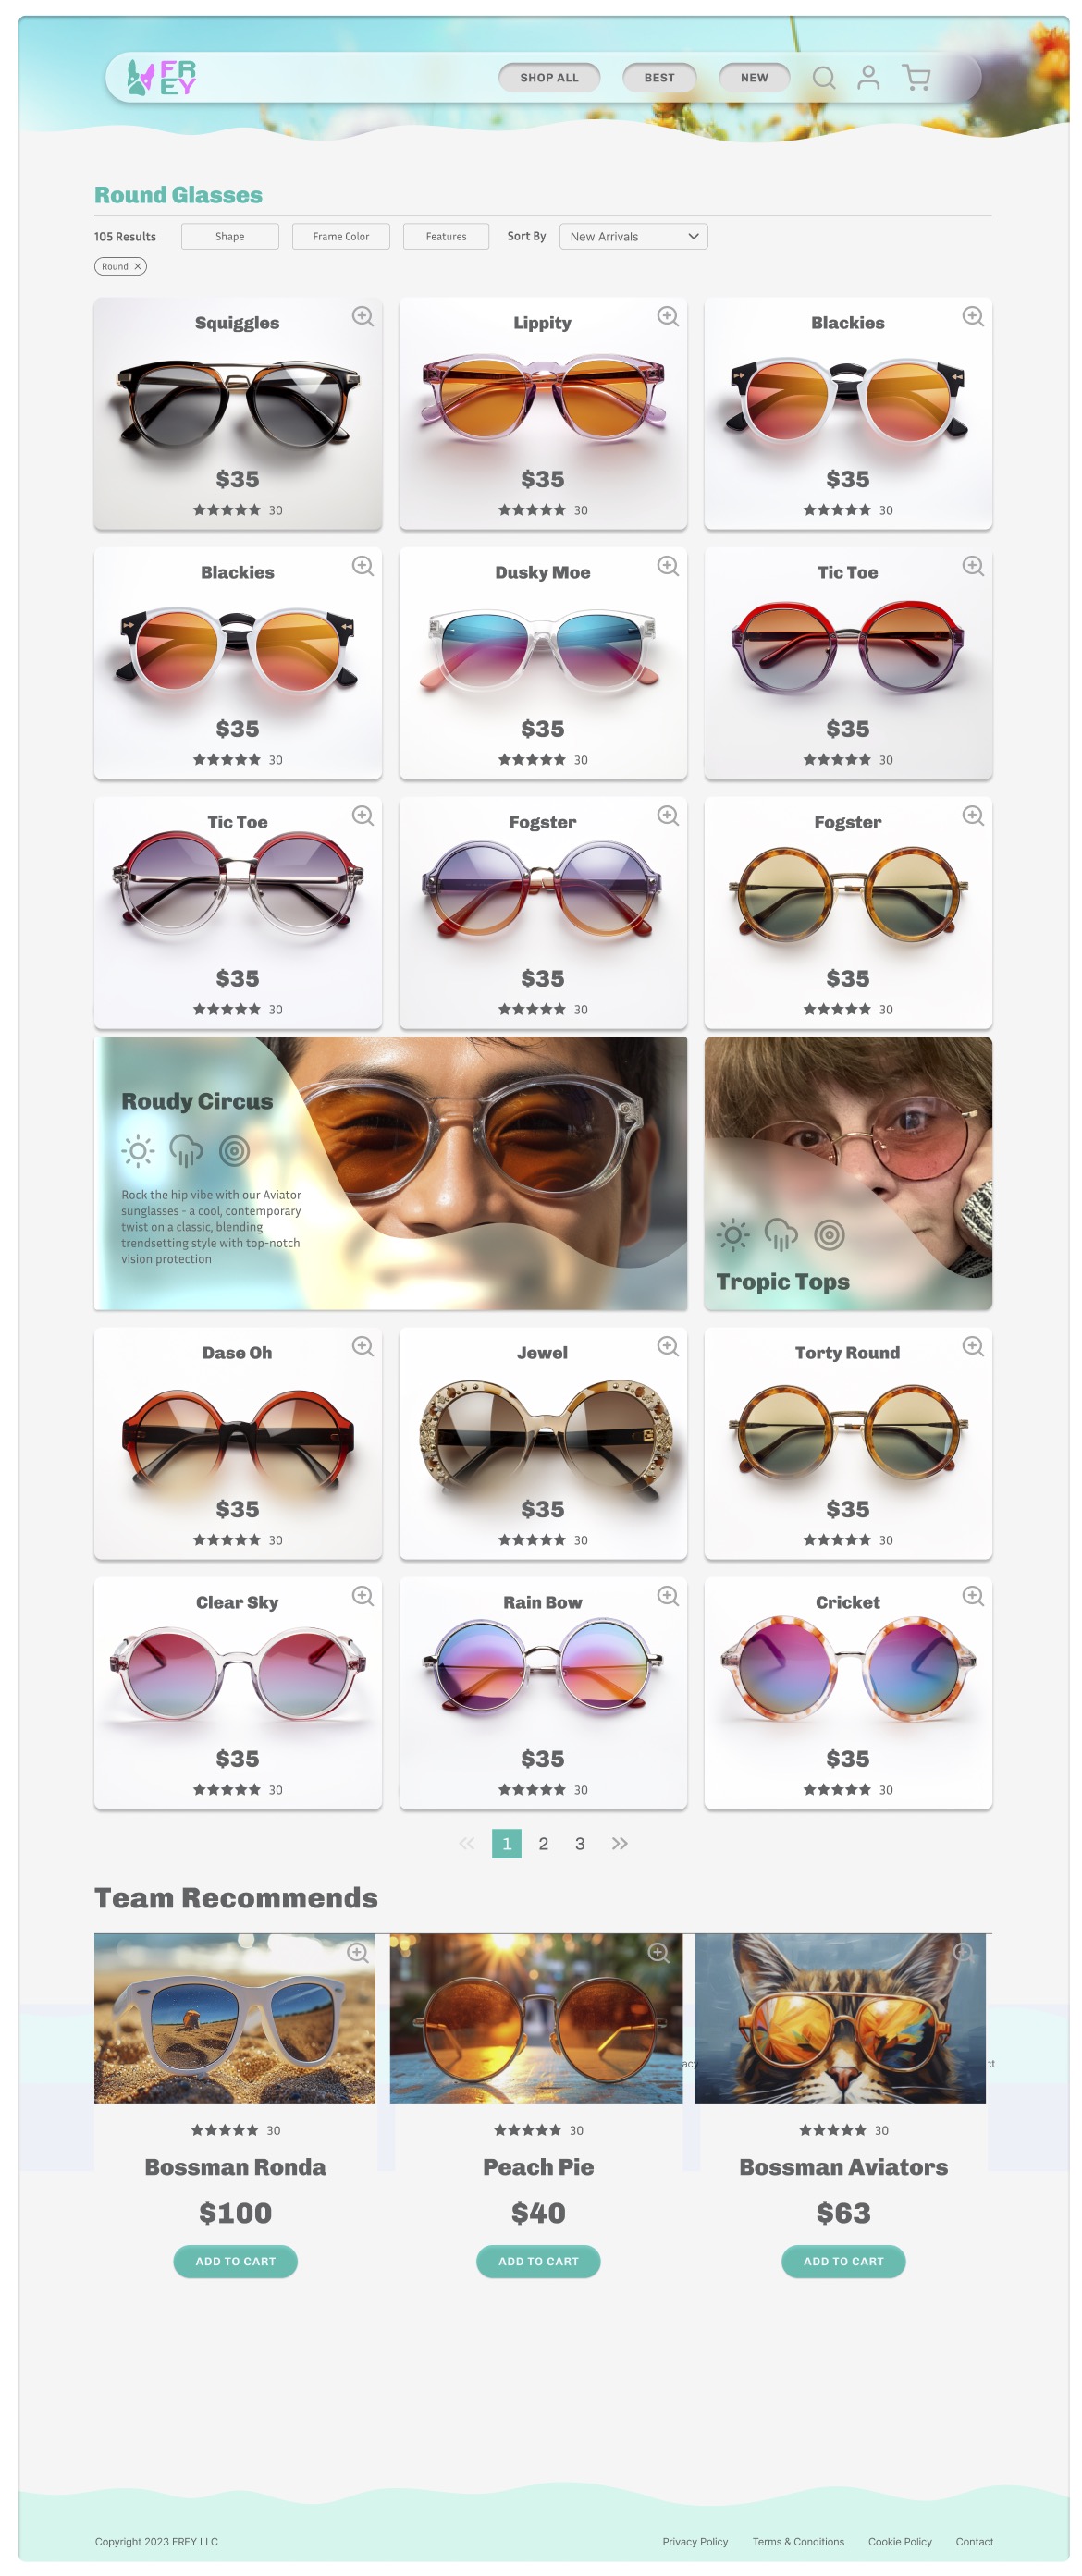 FR
EY
SHOP ALL
BEST
NEW
Round Glasses
105 Results
Shape
Frame Color
Features
Sort By
New Arrivals
Round
Squiggles
Lippity
Blackies
$35
$35
$35
30
30
30
Blackies
Dusky Moe
Tic Toe
$35
$35
$35
30
30
30
Tic Toe
Fogster
Fogster
$35
$35
$35
30
30
30
Roudy Circus
Rock the hip vibe with our Aviator
sunglasses - a cool, contemporary
twist on a classic, blending
trendsetting style with top-notch
vision protection
Tropic Tops
Dase Oh
Jewel
Torty Round
$35
$35
$35
30
30
30
Clear Sky
Rain Bow
Cricket
$35
$35
$35
30
30
30
1 2 3
Team Recommends
acy
ct
30
30
30
Bossman Ronda
Peach Pie
Bossman Aviators
$100
$40
$63
ADD TO CART
ADD TO CART
ADD TO CART
Copyright 2023 FREY LLC
Privacy Policy
Terms & Conditions
Cookie Policy
Contact